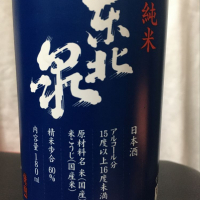 純米
東北泉
日本酒
アルコール分
15度以上16度未満
原材料名 米(国産)
米こうじ(国産米)
精米歩合 60%
内容量 180ml